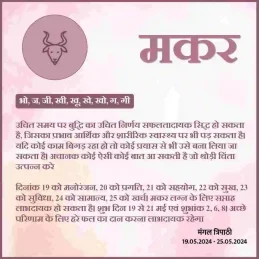 मकर
भो, ज, जी, खी, खू, खे, खो, ग, गी
उचित समय पर बुद्धि का उचित निर्णय सफलतादायक सिद्ध हो सकता
है, जिसका प्रभाव आर्थिक और शारीरिक स्वास्थ्य पर भी पड़ सकता है।
यदि कोई काम बिगड़ रहा हो तो कोई प्रयास से भी उसे बना लिया जा
सकता है। अचानक कोई ऐसी कोई बात आ सकती है जो थोड़ी चिंता
उत्पन्न करे
दिनांक 19 को मनोरंजन, 20 को प्रगति, 21 को सहयोग, 22 को सुख, 23
को सुविधा, 24 को सामान्य, 25 को खर्च। मकर लग्न के लिए सप्ताह
लाभदायक हो सकता है। शुभ दिन 19 से 21 मई एवं शुभांक 2, 6, 8। अच्छे
परिणाम के लिए हरे फल का दान करना लाभदायक रहेगा
मंगल त्रिपाठी
19.05.2024 - 25.05.2024